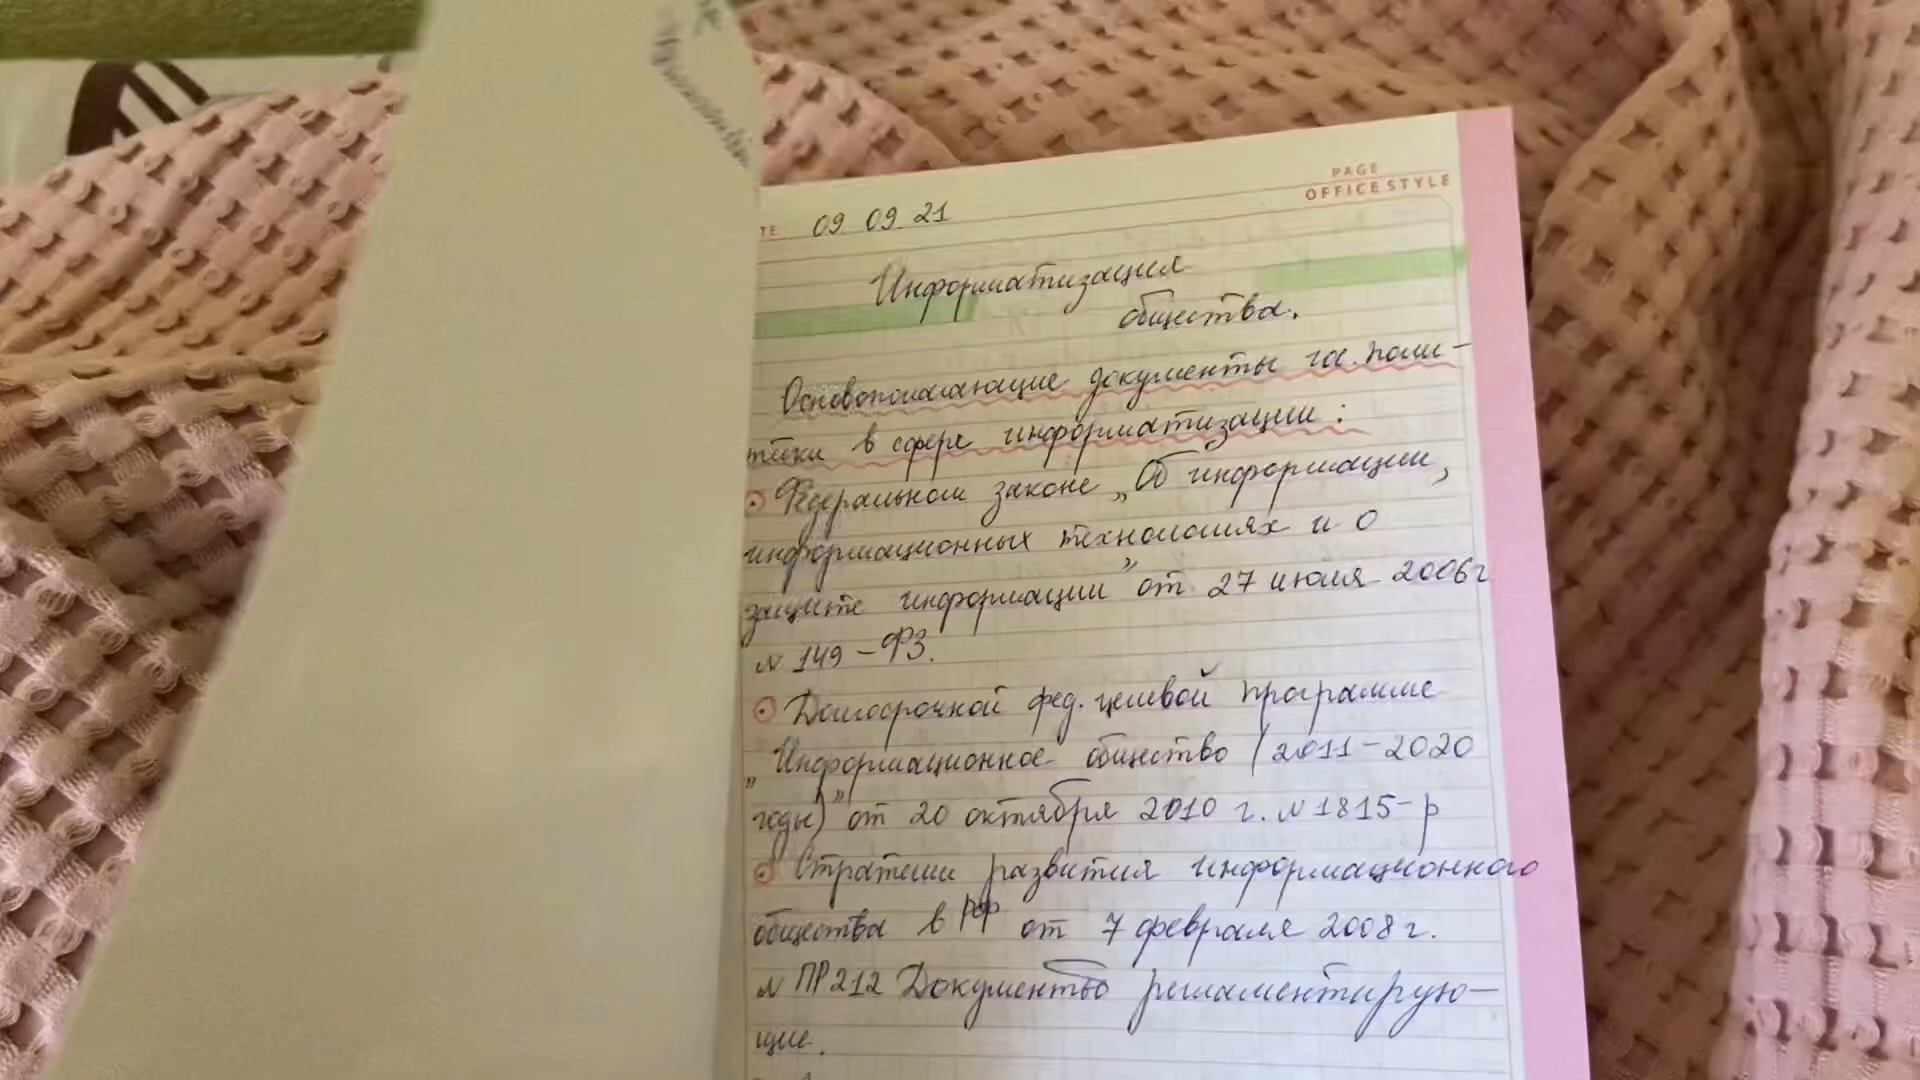 PAGE
OFFICE STYLE
TE 09 09 21
Информатизация
общества.
Основополагающие документы гос. поли-
тики в сфере информатизации:
Федеральном законе „Об информации,
информационных технологиях и о
защите информации” от 27 июля 2006г
N 149-ФЗ.
Долгосрочной фед. целевой программе
„Информационное общество (2011-2020
годы)” от 20 октября 2010 г. N 1815-р
Стратегии развития информационного
общества в РФ от 7 февраля 2008 г.
N ПР212 Документы регламентирую-
щие.